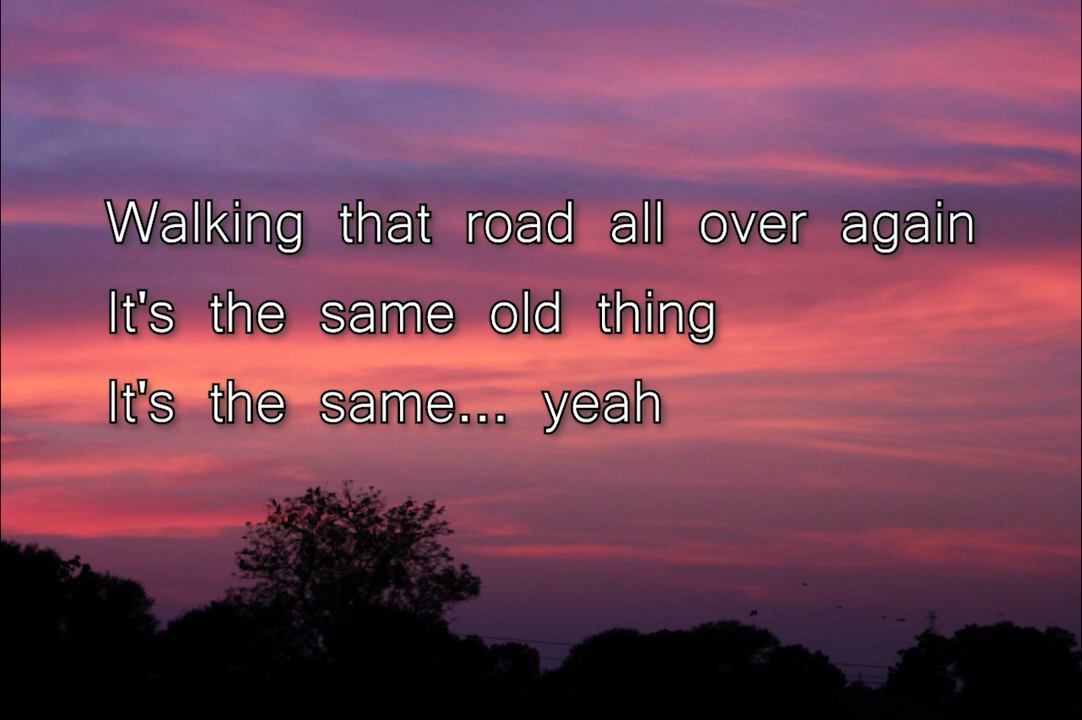 Walking that road all over again
It's the same old thing
It's the same... yeah